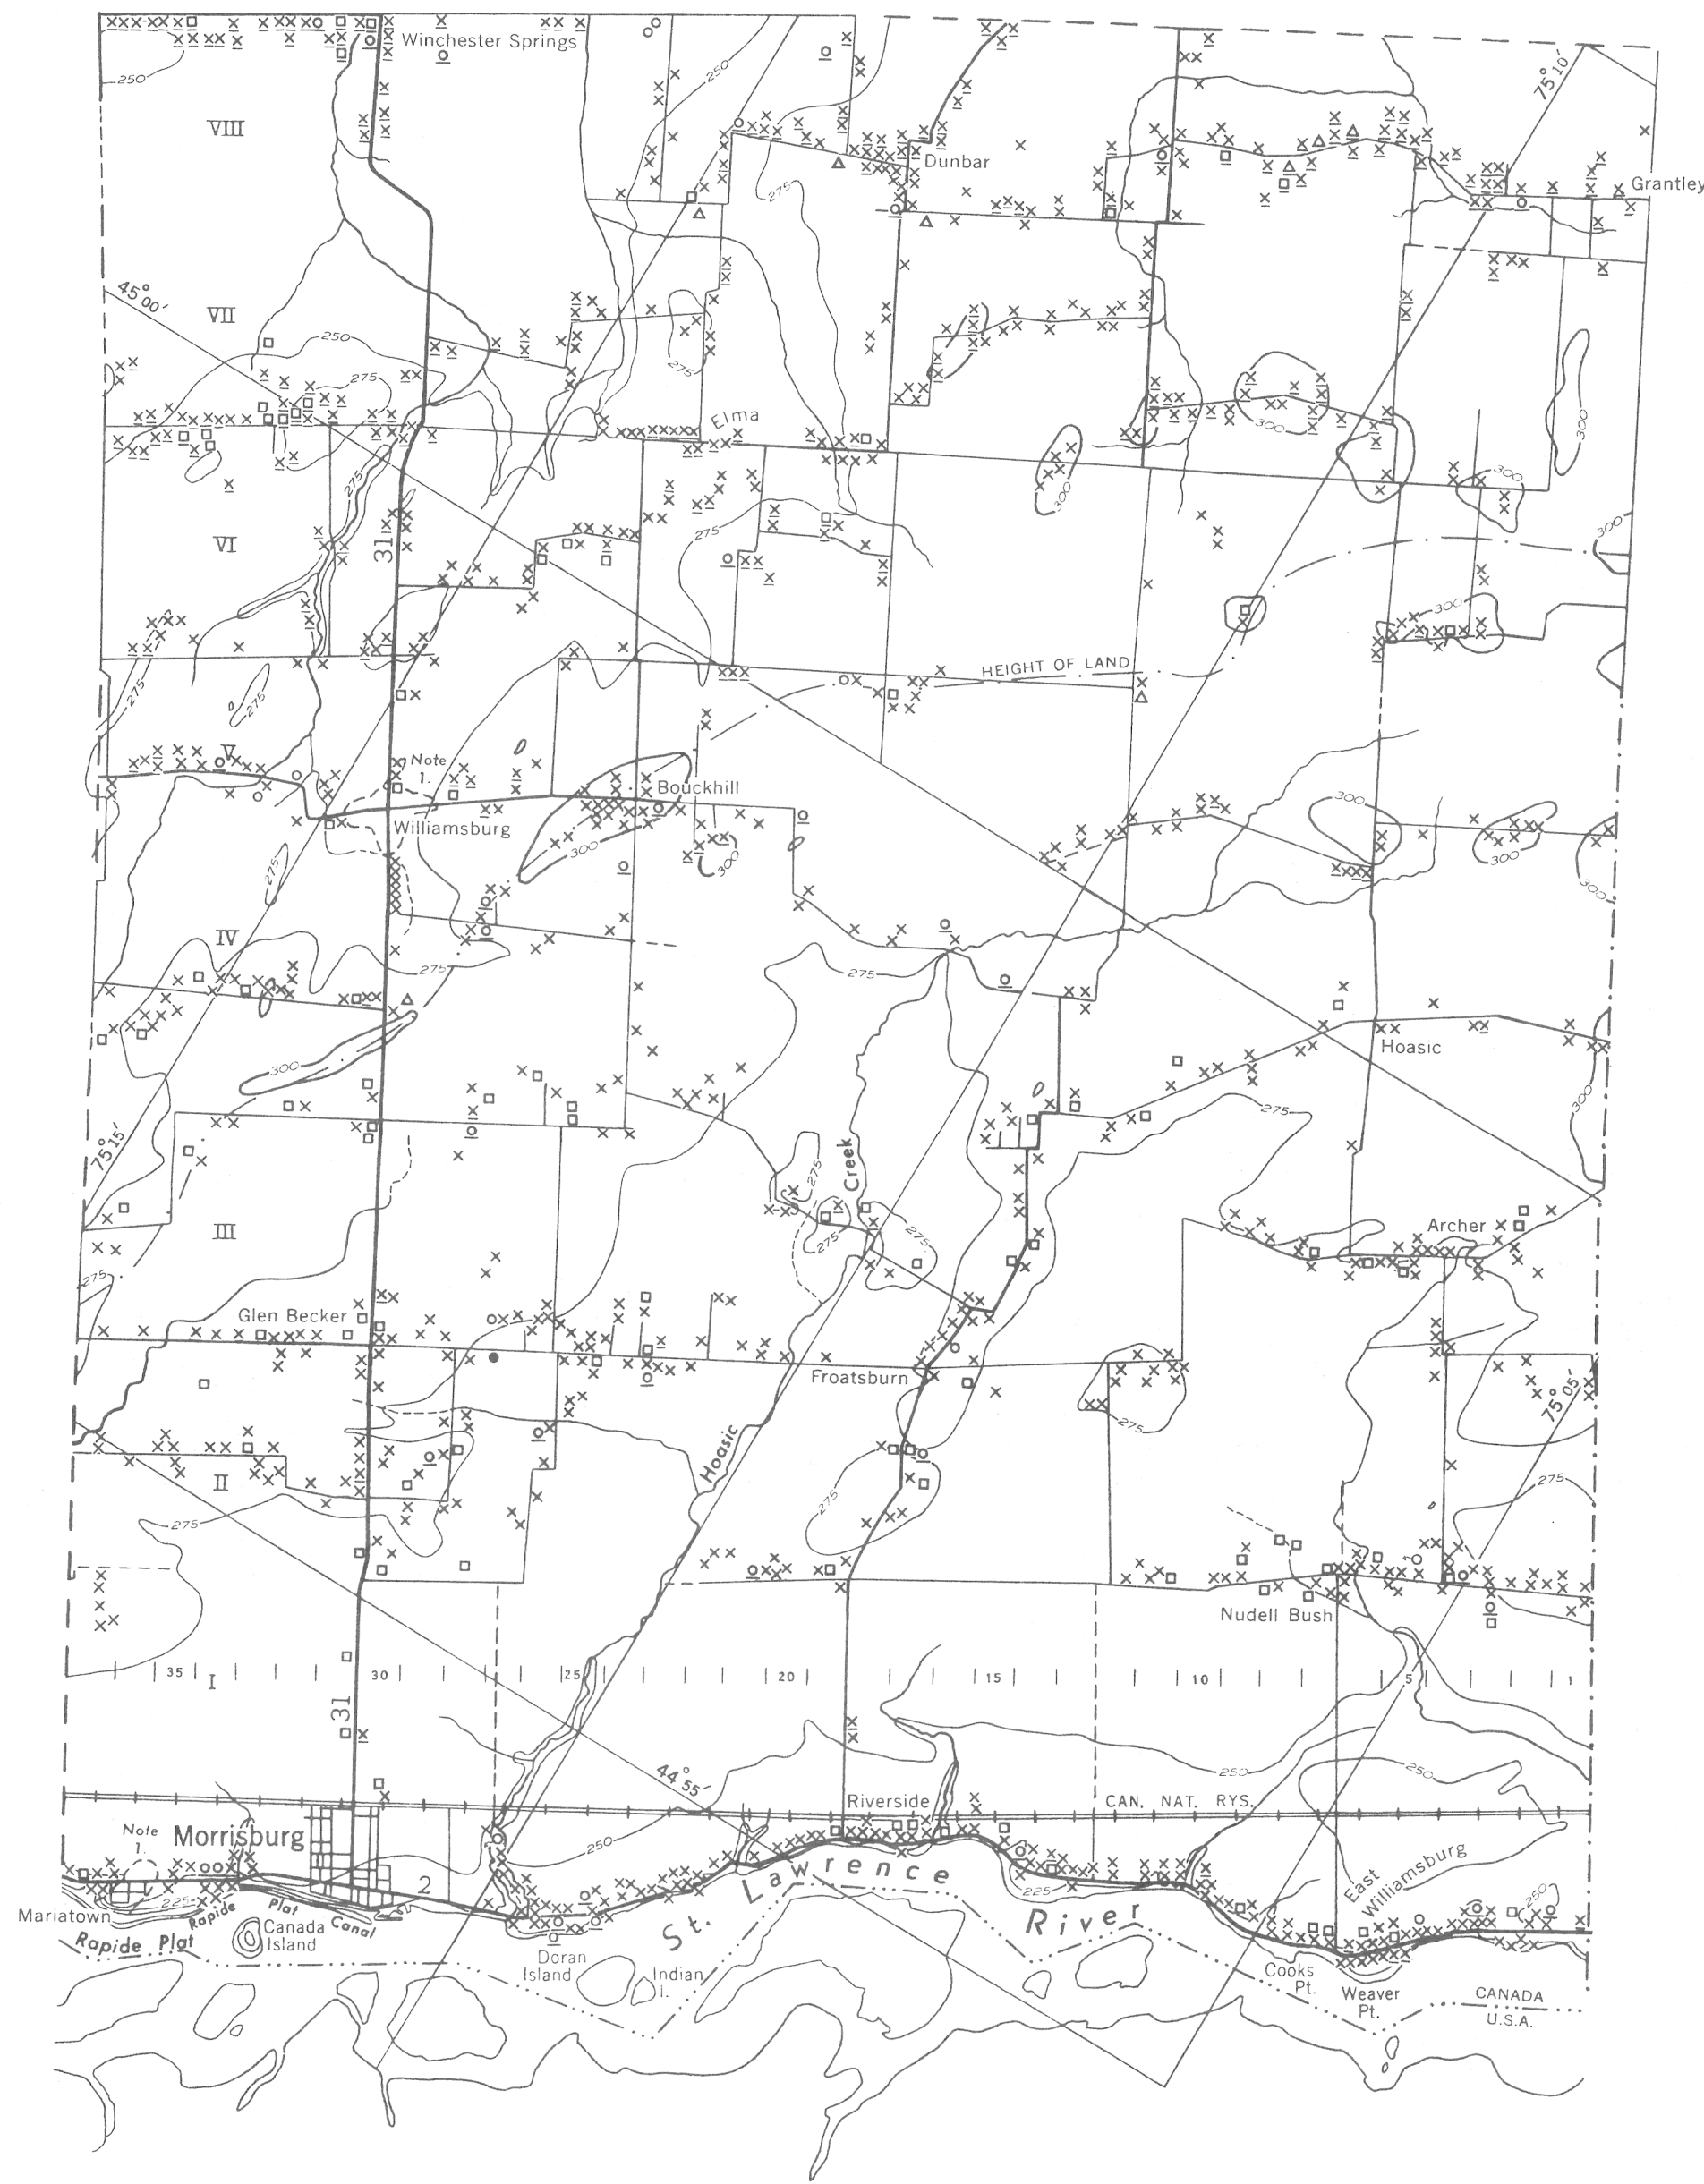 Winchester Springs
250
250
75°10′
VIII
Dunbar
275
Grantley
45°00′
VII
250
275
275
Elma
300
300
300
300
275
31
VI
275
300
300
HEIGHT OF LAND
275
275
V
Note
1.
Bouckhill
Williamsburg
300
300
300
300
300
275
IV
275
275
300
Hoasic
275
300
75°15′
Creek
275
III
275
275
Archer
275
Glen Becker
Froatsburn
275
75°05′
Hoasic
II
275
275
275
Nudell Bush
35
I
30
25
20
15
10
5
1
31
44°55′
250
250
Riverside
CAN. NAT. RYS.
Note
1.
Morrisburg
250
2
St. Lawrence River
225
225
East
Williamsburg
250
Mariatown
Rapide Plat Canal
Rapide Plat
Canada
Island
Doran
Island
Indian
I.
Cooks
Pt.
Weaver
Pt.
CANADA
U.S.A.